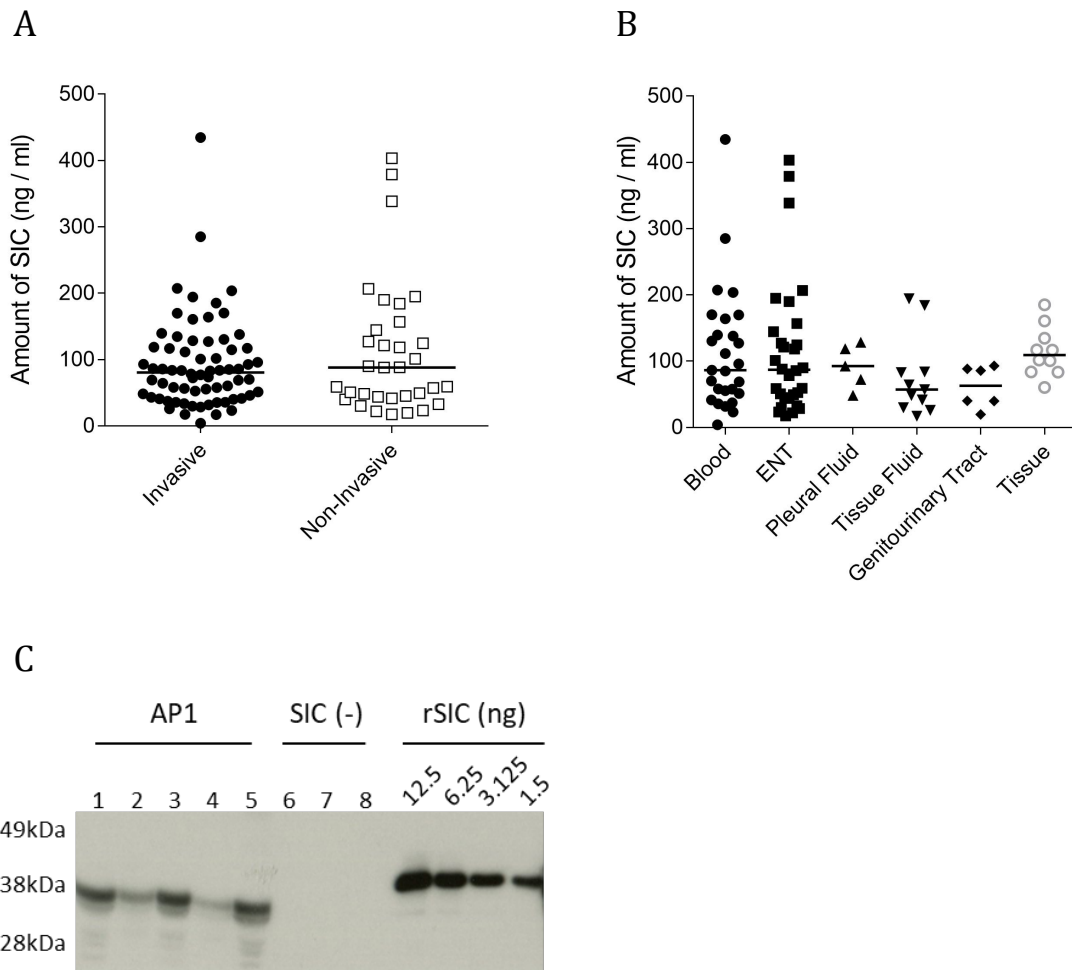 A
B
Amount of SIC (ng / ml)
500
400
300
200
100
0
Invasive
Non-Invasive
Amount of SIC (ng / ml)
500
400
300
200
100
0
Blood
ENT
Pleural Fluid
Tissue Fluid
Genitourinary Tract
Tissue
C
AP1 SIC (-) rSIC (ng)
1 2 3 4 5 6 7 8 12.5 6.25 3.125 1.5
49kDa
38kDa
28kDa